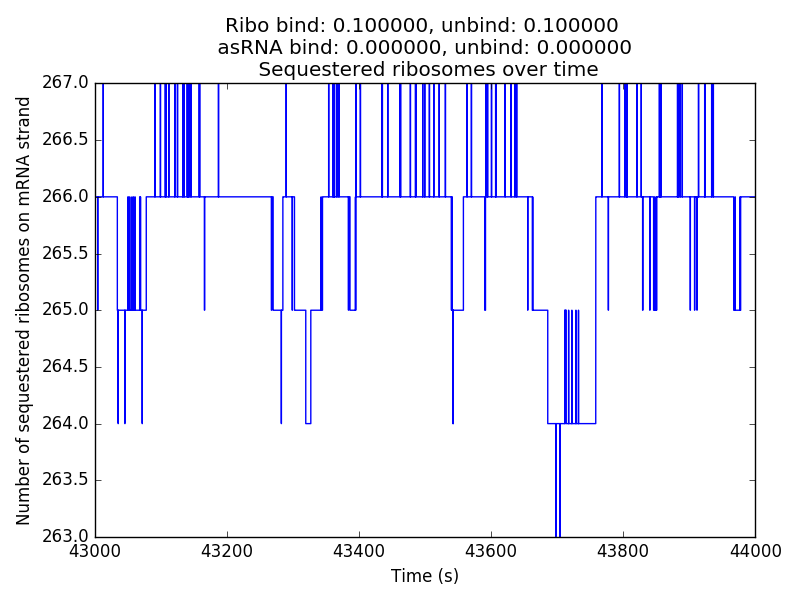 Ribo bind: 0.100000, unbind: 0.100000
asRNA bind: 0.000000, unbind: 0.000000
Sequestered ribosomes over time
Number of sequestered ribosomes on mRNA strand
267.0
266.5
266.0
265.5
265.0
264.5
264.0
263.5
263.0
43000 43200 43400 43600 43800 44000
Time (s)